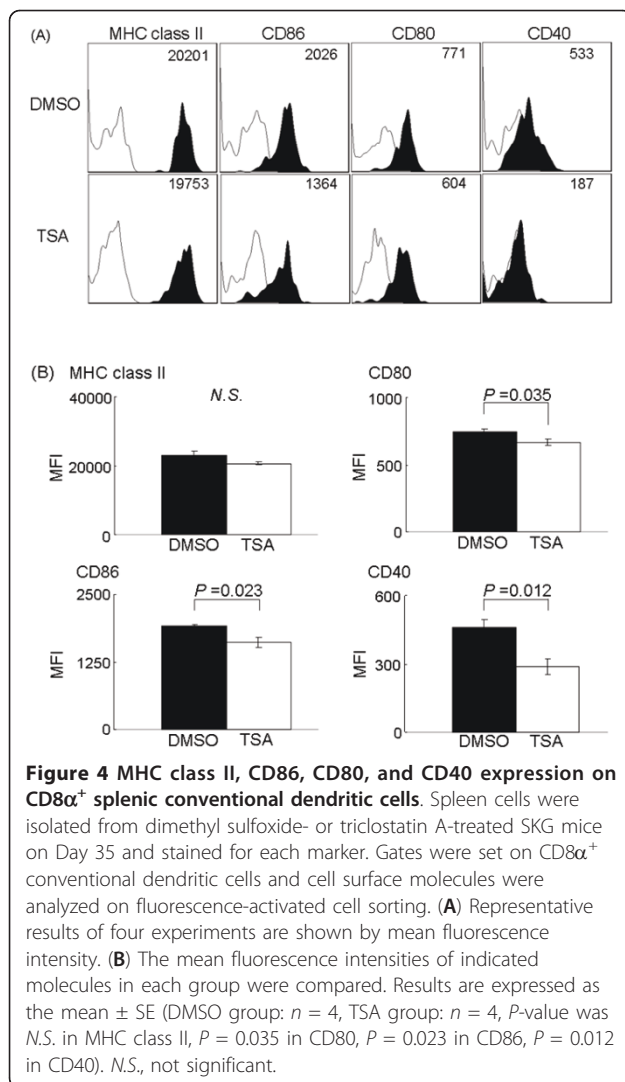 (A) MHC class II CD86 CD80 CD40
20201 2026 771 533
DMSO
19753 1364 604 187
TSA
(B) MHC class II
40000
N.S.
MFI
20000
0
DMSO TSA
CD80
1000
P =0.035
MFI
500
0
DMSO TSA
CD86
2500
P =0.023
MFI
1250
0
DMSO TSA
CD40
600
P =0.012
MFI
300
0
DMSO TSA
Figure 4 MHC class II, CD86, CD80, and CD40 expression on
CD8α⁺ splenic conventional dendritic cells. Spleen cells were
isolated from dimethyl sulfoxide- or triclostatin A-treated SKG mice
on Day 35 and stained for each marker. Gates were set on CD8α⁺
conventional dendritic cells and cell surface molecules were
analyzed on fluorescence-activated cell sorting. (A) Representative
results of four experiments are shown by mean fluorescence
intensity. (B) The mean fluorescence intensities of indicated
molecules in each group were compared. Results are expressed as
the mean ± SE (DMSO group: n = 4, TSA group: n = 4, P-value was
N.S. in MHC class II, P = 0.035 in CD80, P = 0.023 in CD86, P = 0.012
in CD40). N.S., not significant.